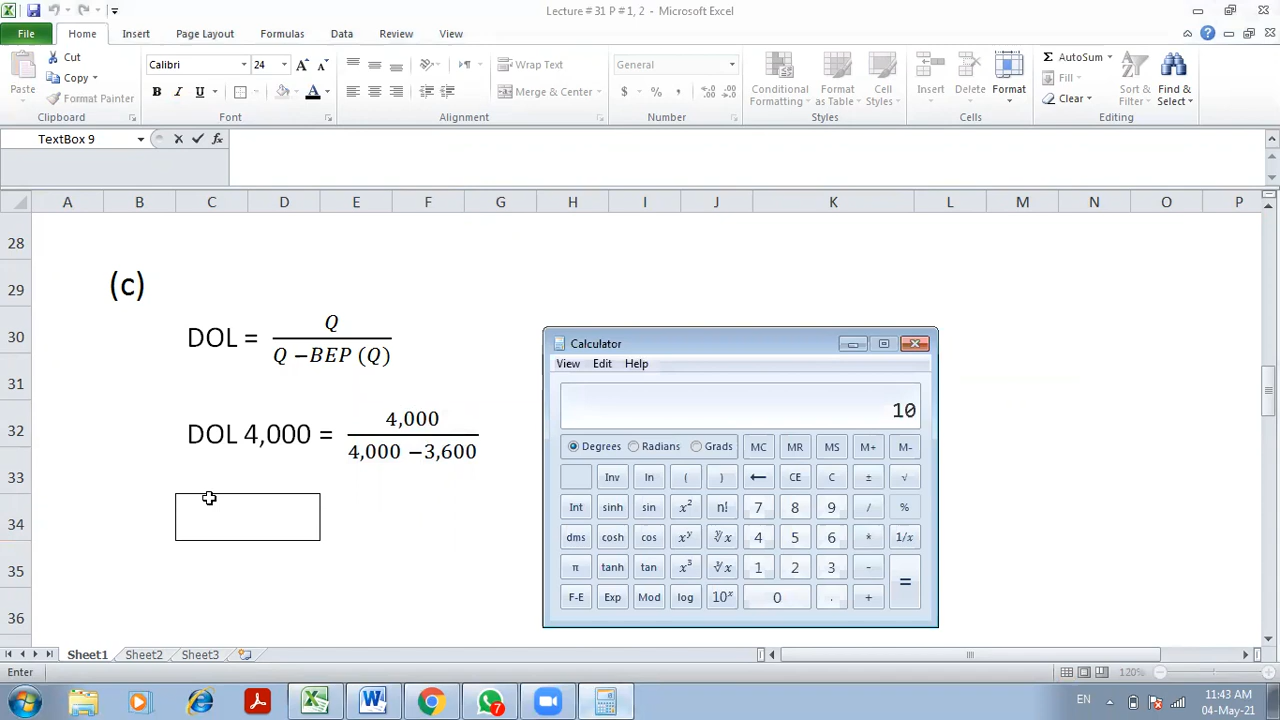 Lecture # 31 P # 1, 2 - Microsoft Excel
File Home Insert Page Layout Formulas Data Review View
Paste
Cut
Copy
Format Painter
Clipboard
Calibri 24
B I U
Font
Wrap Text
Merge & Center
Alignment
General
$ % ,
Number
Conditional Formatting
Format as Table
Cell Styles
Styles
Insert Delete Format
Cells
Σ AutoSum
Fill
Clear
Sort & Filter
Find & Select
Editing
TextBox 9 fx
A B C D E F G H I J K L M N O P
28
29
30
31
32
33
34
35
36
(c)
DOL = Q
Q −BEP (Q)
DOL 4,000 = 4,000
4,000 −3,600
Calculator
View Edit Help
10
Degrees Radians Grads MC MR MS M+ M-
Inv ln ( ) ← CE C ± √
Int sinh sin x² n! 7 8 9 / %
dms cosh cos xʸ ʸ√x 4 5 6 * 1/x
π tanh tan x³ ³√x 1 2 3 - =
F-E Exp Mod log 10ˣ 0 . +
Sheet1 Sheet2 Sheet3
Enter 120%
7
EN
11:43 AM
04-May-21